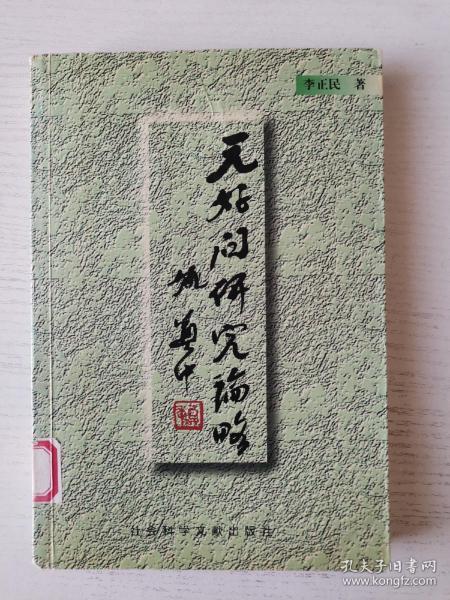 李正民 著
元好问研究论略
姚奠中
社会科学文献出版社
孔夫子旧书网
www.kongfz.com